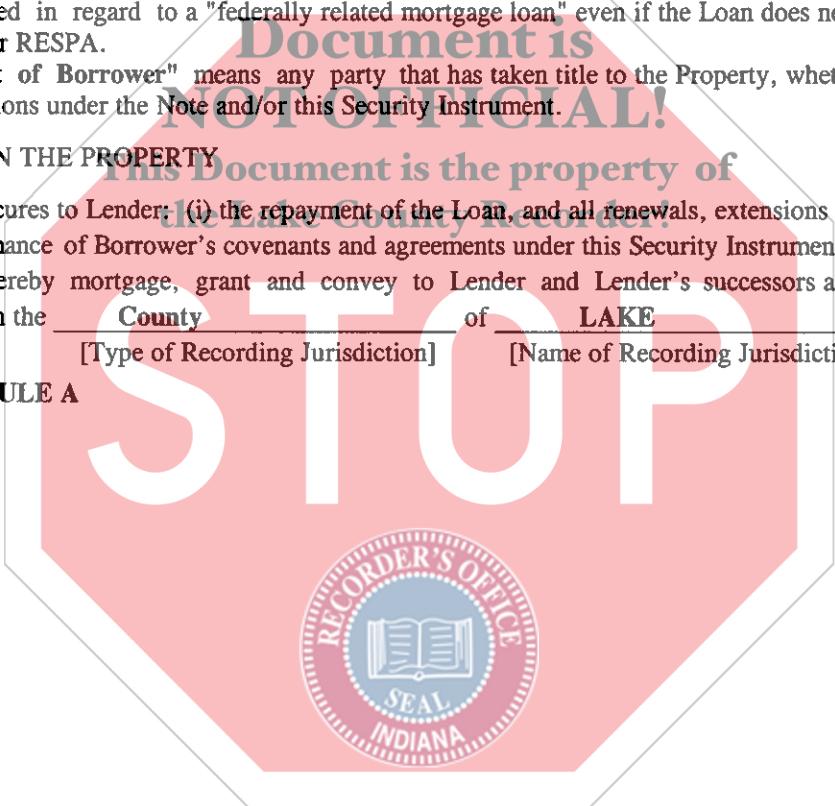 ed in regard to a "federally related mortgage loan" even if the Loan does ne
r RESPA.
Document is
t of Borrower" means any party that has taken title to the Property, whet
ions under the Note and/or this Security Instrument.
NOT OFFICIAL!
N THE PROPERTY
This Document is the property of
cures to Lender: (i) the repayment of the Loan, and all renewals, extensions
the Lake County Recorder!
nance of Borrower's covenants and agreements under this Security Instrumen
ereby mortgage, grant and convey to Lender and Lender's successors a
n the County of LAKE
[Type of Recording Jurisdiction] [Name of Recording Jurisdicti
ULE A
STOP
RECORDER'S OFFICE
SEAL
INDIANA